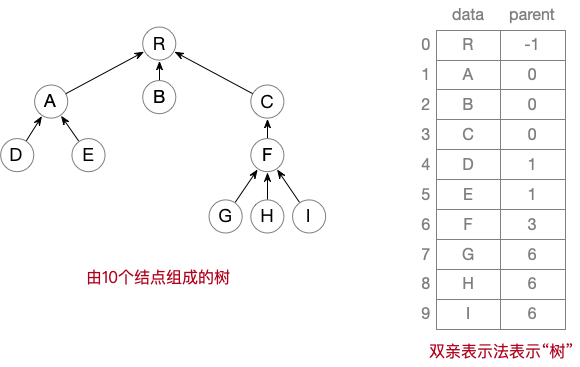 data parent
R
0 R -1
1 A 0
A B C
2 B 0
3 C 0
D E F
4 D 1
5 E 1
6 F 3
G H I
7 G 6
8 H 6
9 I 6
由10个结点组成的树
双亲表示法表示“树”